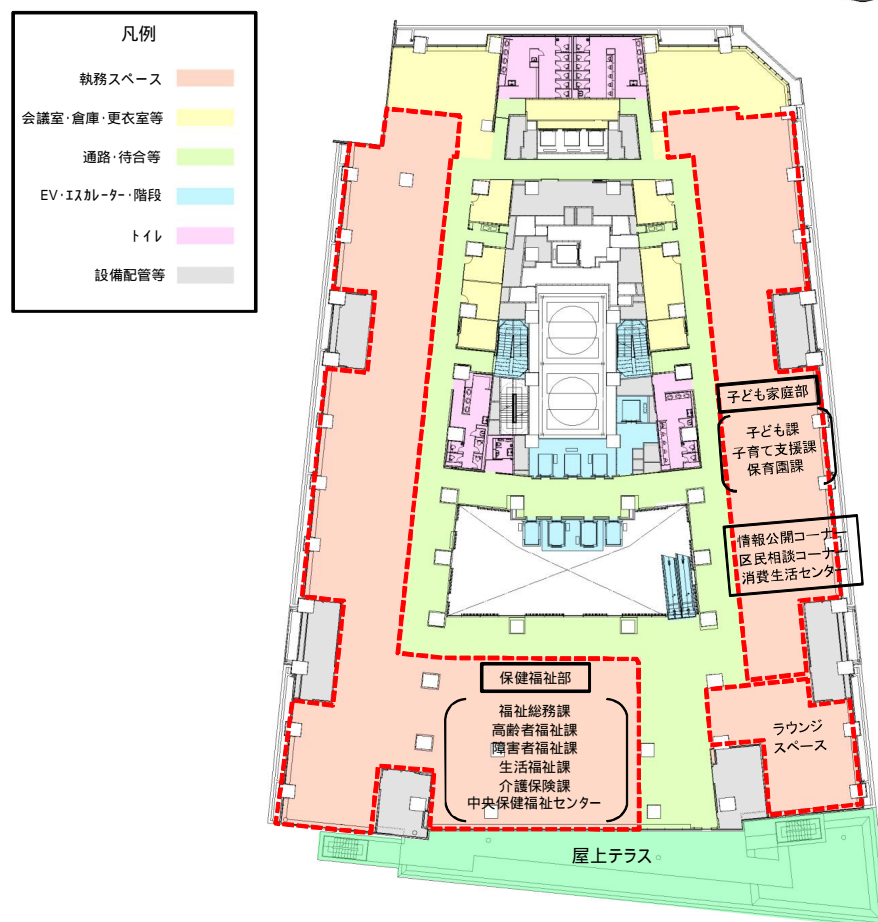 凡例
執務スペース
会議室・倉庫・更衣室等
通路・待合等
EV・エスカレーター・階段
トイレ
設備配管等
子ども家庭部
子ども課
子育て支援課
保育園課
情報公開コーナー
区民相談コーナー
消費生活センター
保健福祉部
福祉総務課
高齢者福祉課
障害者福祉課
生活福祉課
介護保険課
中央保健福祉センター
ラウンジ
スペース
屋上テラス